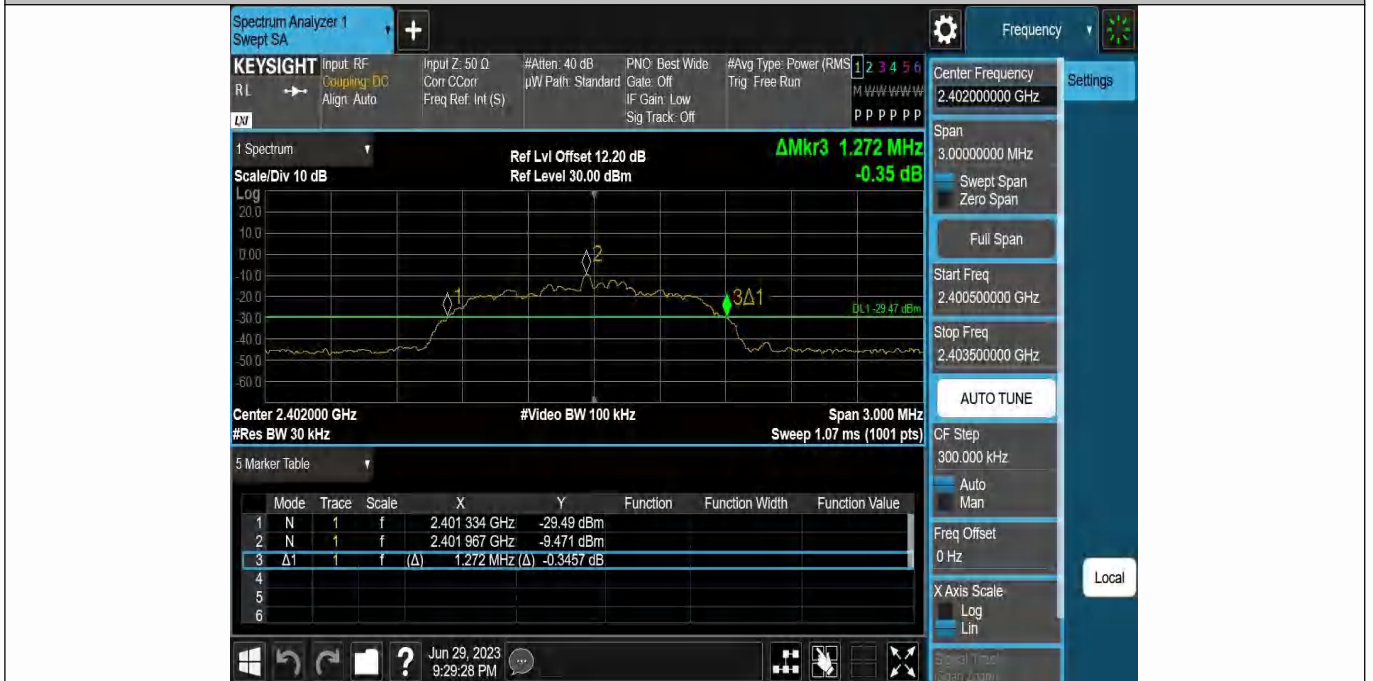 Spectrum Analyzer 1
Swept SA
+
Frequency
KEYSIGHT
RL
LXI
Input: RF
Coupling: DC
Align: Auto
Input Z: 50 Ω
Corr CCorr
Freq Ref: Int (S)
#Atten: 40 dB
µW Path: Standard
PNO: Best Wide
Gate: Off
IF Gain: Low
Sig Track: Off
#Avg Type: Power (RMS
Trig: Free Run
1 2 3 4 5 6
M W W W W W
P P P P P P
Center Frequency
2.402000000 GHz
Settings
Span
3.00000000 MHz
Swept Span
Zero Span
Full Span
Start Freq
2.400500000 GHz
Stop Freq
2.403500000 GHz
AUTO TUNE
CF Step
300.000 kHz
Auto
Man
Freq Offset
0 Hz
X Axis Scale
Log
Lin
Signal Track
(Span Zoom)
Local
1 Spectrum
Scale/Div 10 dB
Ref Lvl Offset 12.20 dB
Ref Level 30.00 dBm
ΔMkr3 1.272 MHz
-0.35 dB
Log
20.0
10.0
0.00
-10.0
-20.0
-30.0
-40.0
-50.0
-60.0
1
2
3Δ1
DL1 -29.47 dBm
Center 2.402000 GHz
#Res BW 30 kHz
#Video BW 100 kHz
Span 3.000 MHz
Sweep 1.07 ms (1001 pts)
5 Marker Table
Mode Trace Scale X Y Function Function Width Function Value
1 N 1 f 2.401 334 GHz -29.49 dBm
2 N 1 f 2.401 967 GHz -9.471 dBm
3 Δ1 1 f (Δ) 1.272 MHz (Δ) -0.3457 dB
4
5
6
?
Jun 29, 2023
9:29:28 PM